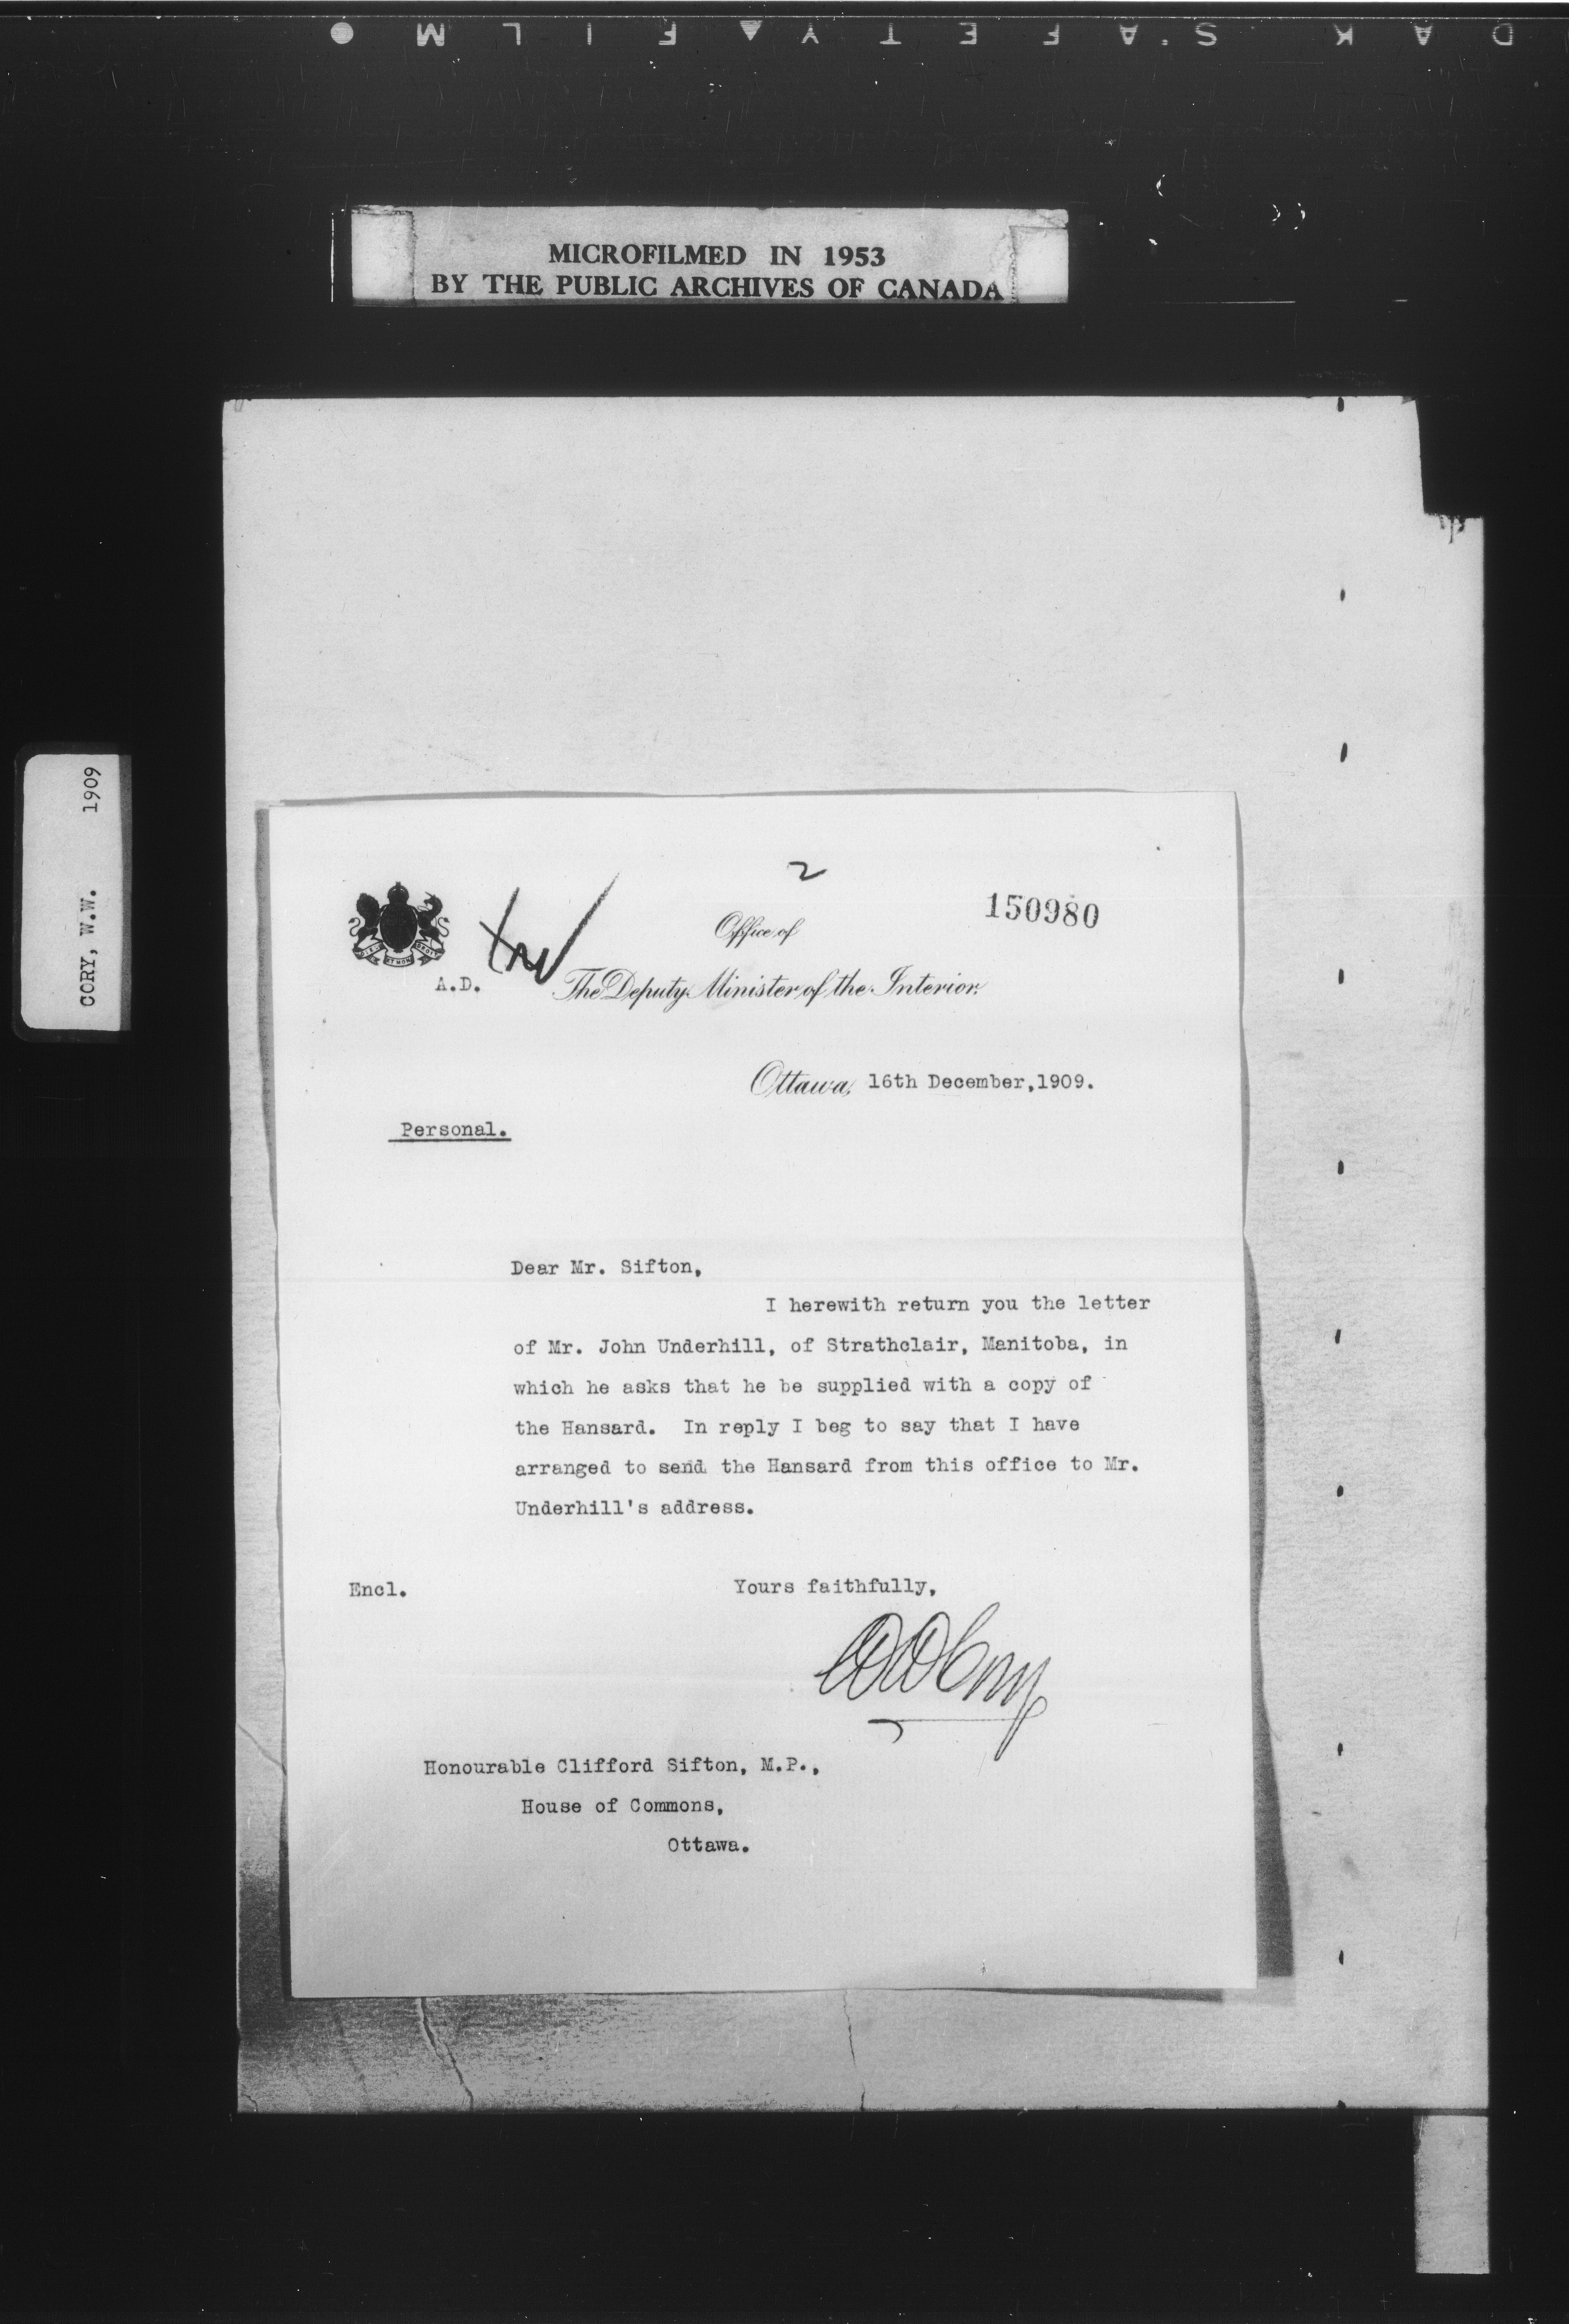 DAK SAFETY FILM
MICROFILMED IN 1953
BY THE PUBLIC ARCHIVES OF CANADA
CORY, W.W. 1909
2
150980
Office of
A.D. The Deputy Minister of the Interior.
Ottawa, 16th December, 1909.
Personal.
Dear Mr. Sifton,
I herewith return you the letter
of Mr. John Underhill, of Strathclair, Manitoba, in
which he asks that he be supplied with a copy of
the Hansard. In reply I beg to say that I have
arranged to send the Hansard from this office to Mr.
Underhill's address.
Encl. Yours faithfully,
WWCory
Honourable Clifford Sifton, M.P.,
House of Commons,
Ottawa.